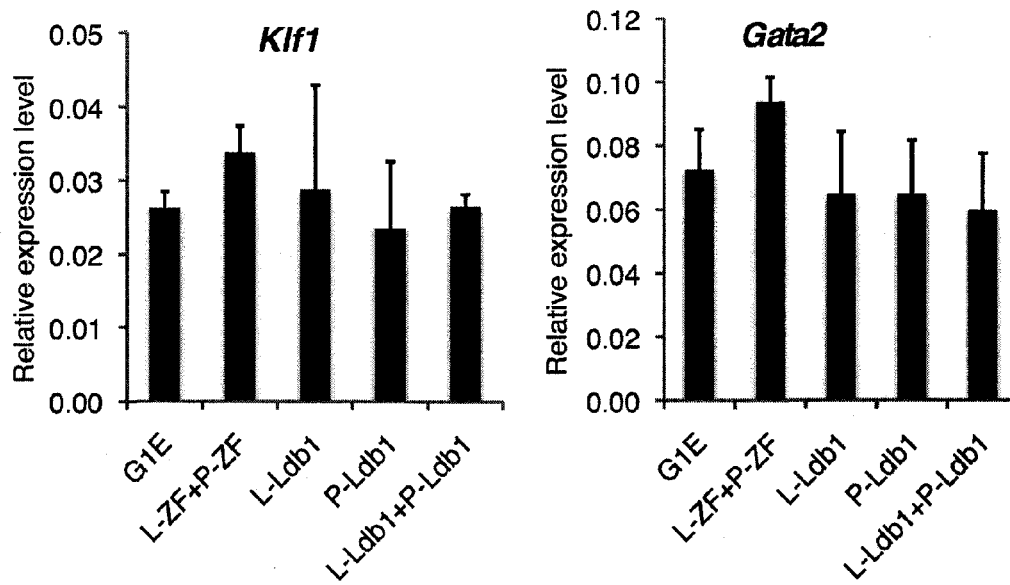 Klf1
Relative expression level
0.05
0.04
0.03
0.02
0.01
0.00
G1E
L-ZF+P-ZF
L-Ldb1
P-Ldb1
L-Ldb1+P-Ldb1
Gata2
Relative expression level
0.12
0.10
0.08
0.06
0.04
0.02
0.00
G1E
L-ZF+P-ZF
L-Ldb1
P-Ldb1
L-Ldb1+P-Ldb1